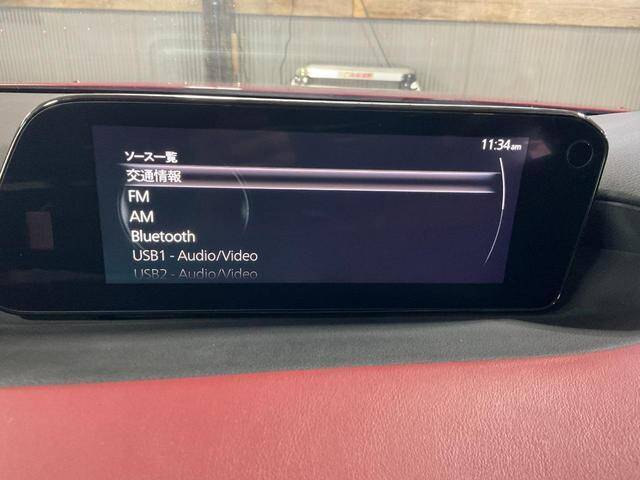 11:34am
ソース一覧
交通情報
FM
AM
Bluetooth
USB1 - Audio/Video
USB2 - Audio/Video